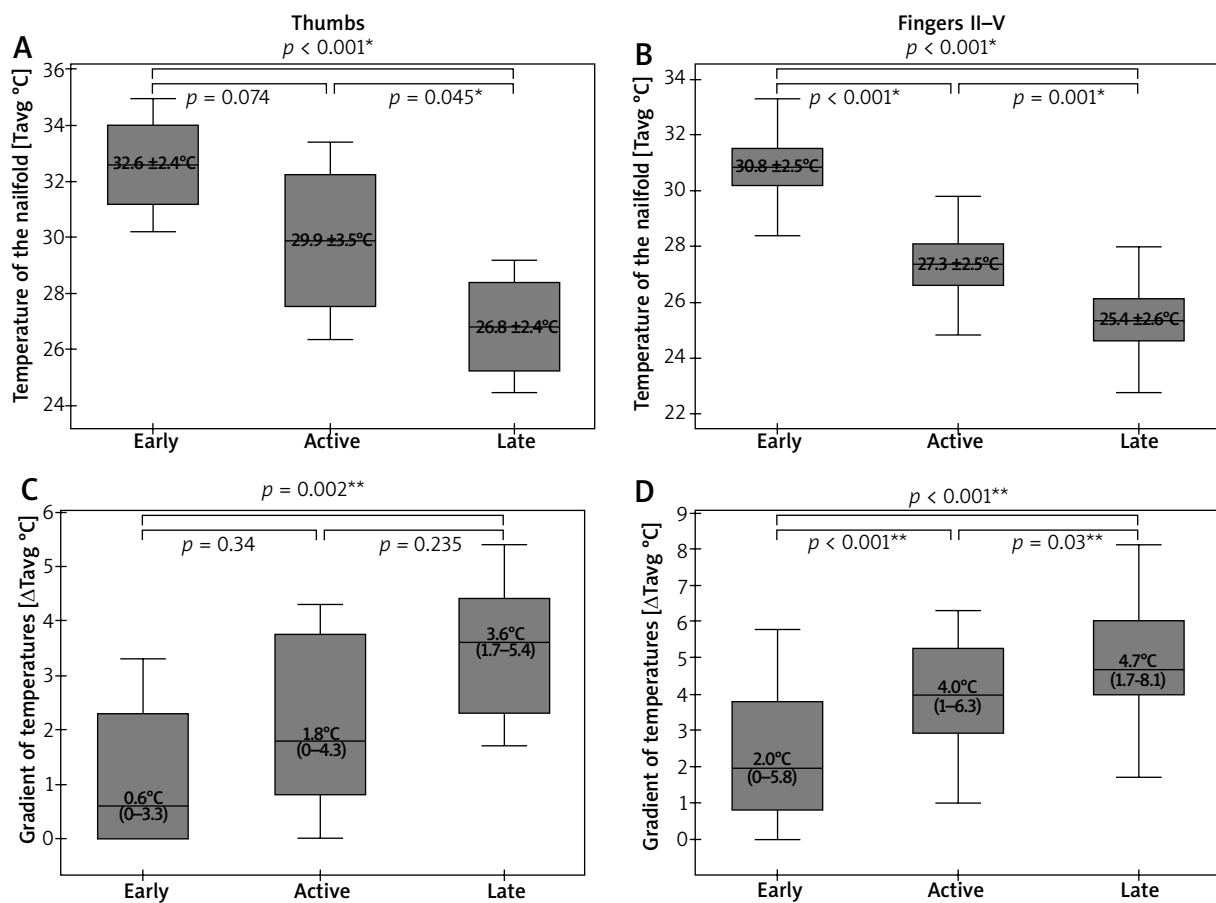 Thumbs
A
p < 0.001*
p = 0.074
p = 0.045*
Temperature of the nailfold [Tavg °C]
36
34
32
30
28
26
24
32.6 ±2.4°C
29.9 ±3.5°C
26.8 ±2.4°C
Early
Active
Late
Fingers II–V
B
p < 0.001*
p < 0.001*
p = 0.001*
Temperature of the nailfold [Tavg °C]
34
32
30
28
26
24
22
30.8 ±2.5°C
27.3 ±2.5°C
25.4 ±2.6°C
Early
Active
Late
C
p = 0.002**
p = 0.34
p = 0.235
Gradient of temperatures [ΔTavg °C]
6
5
4
3
2
1
0
0.6°C
(0–3.3)
1.8°C
(0–4.3)
3.6°C
(1.7–5.4)
Early
Active
Late
D
p < 0.001**
p < 0.001**
p = 0.03**
Gradient of temperatures [ΔTavg °C]
9
8
7
6
5
4
3
2
1
0
2.0°C
(0–5.8)
4.0°C
(1–6.3)
4.7°C
(1.7-8.1)
Early
Active
Late